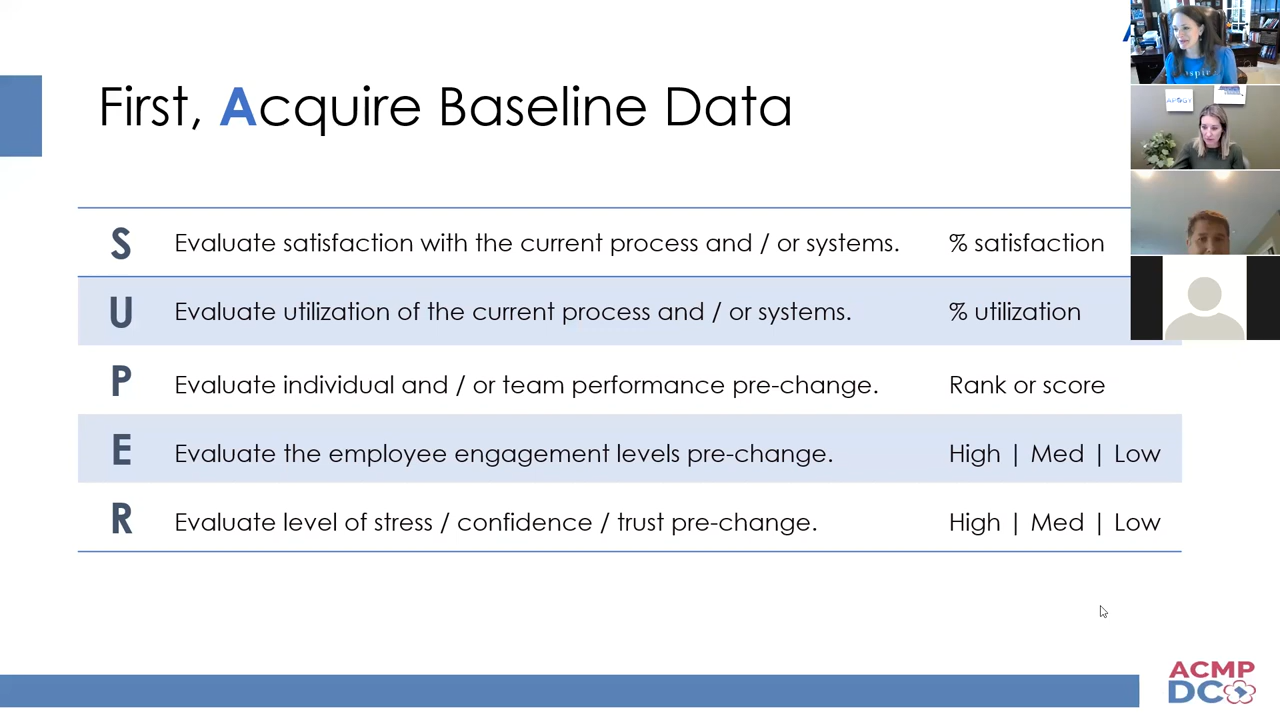 First, Acquire Baseline Data
S Evaluate satisfaction with the current process and / or systems. % satisfaction
U Evaluate utilization of the current process and / or systems. % utilization
P Evaluate individual and / or team performance pre-change. Rank or score
E Evaluate the employee engagement levels pre-change. High | Med | Low
R Evaluate level of stress / confidence / trust pre-change. High | Med | Low
ACMP
DC